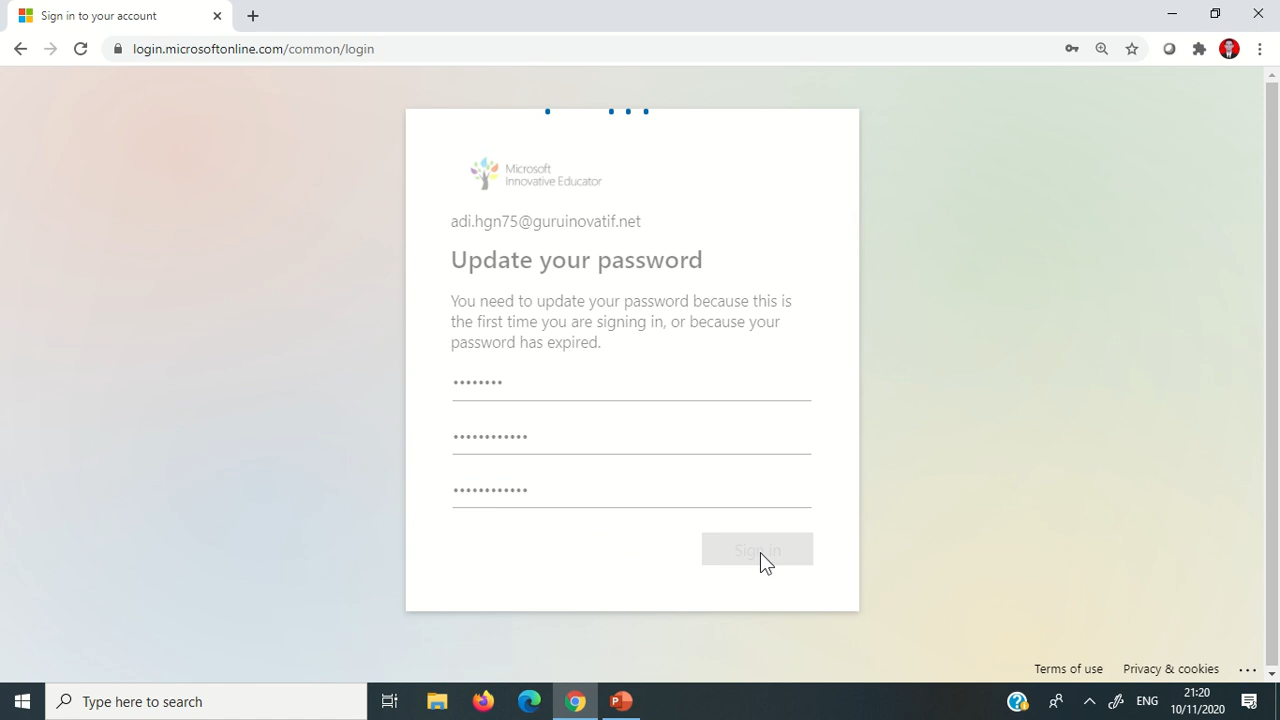 Sign in to your account
login.microsoftonline.com/common/login
Microsoft
Innovative Educator
adi.hgn75@guruinovatif.net
Update your password
You need to update your password because this is
the first time you are signing in, or because your
password has expired.
••••••••
••••••••••••
••••••••••••
Sign in
Terms of use Privacy & cookies ...
Type here to search
ENG
21:20
10/11/2020